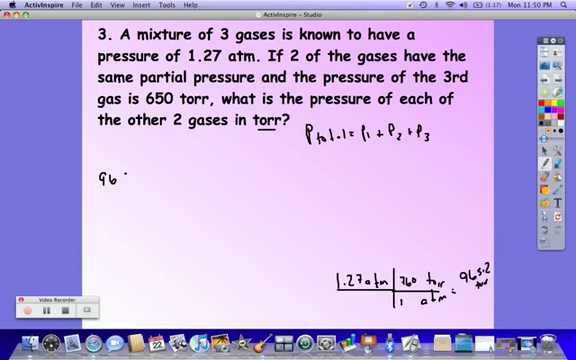 ActivInspire File Edit View Insert Tools Help
(1:17) M 11:50 PM
ActivInspire - Studio
3. A mixture of 3 gases is known to have a
pressure of 1.27 atm. If 2 of the gases have the
same partial pressure and the pressure of the 3rd
gas is 650 torr, what is the pressure of each of
the other 2 gases in torr?
Ptotal = P1 + P2 + P3
96
1.27 atm 760 torr
1 atm
= 965.2
torr
Video Recorder
22